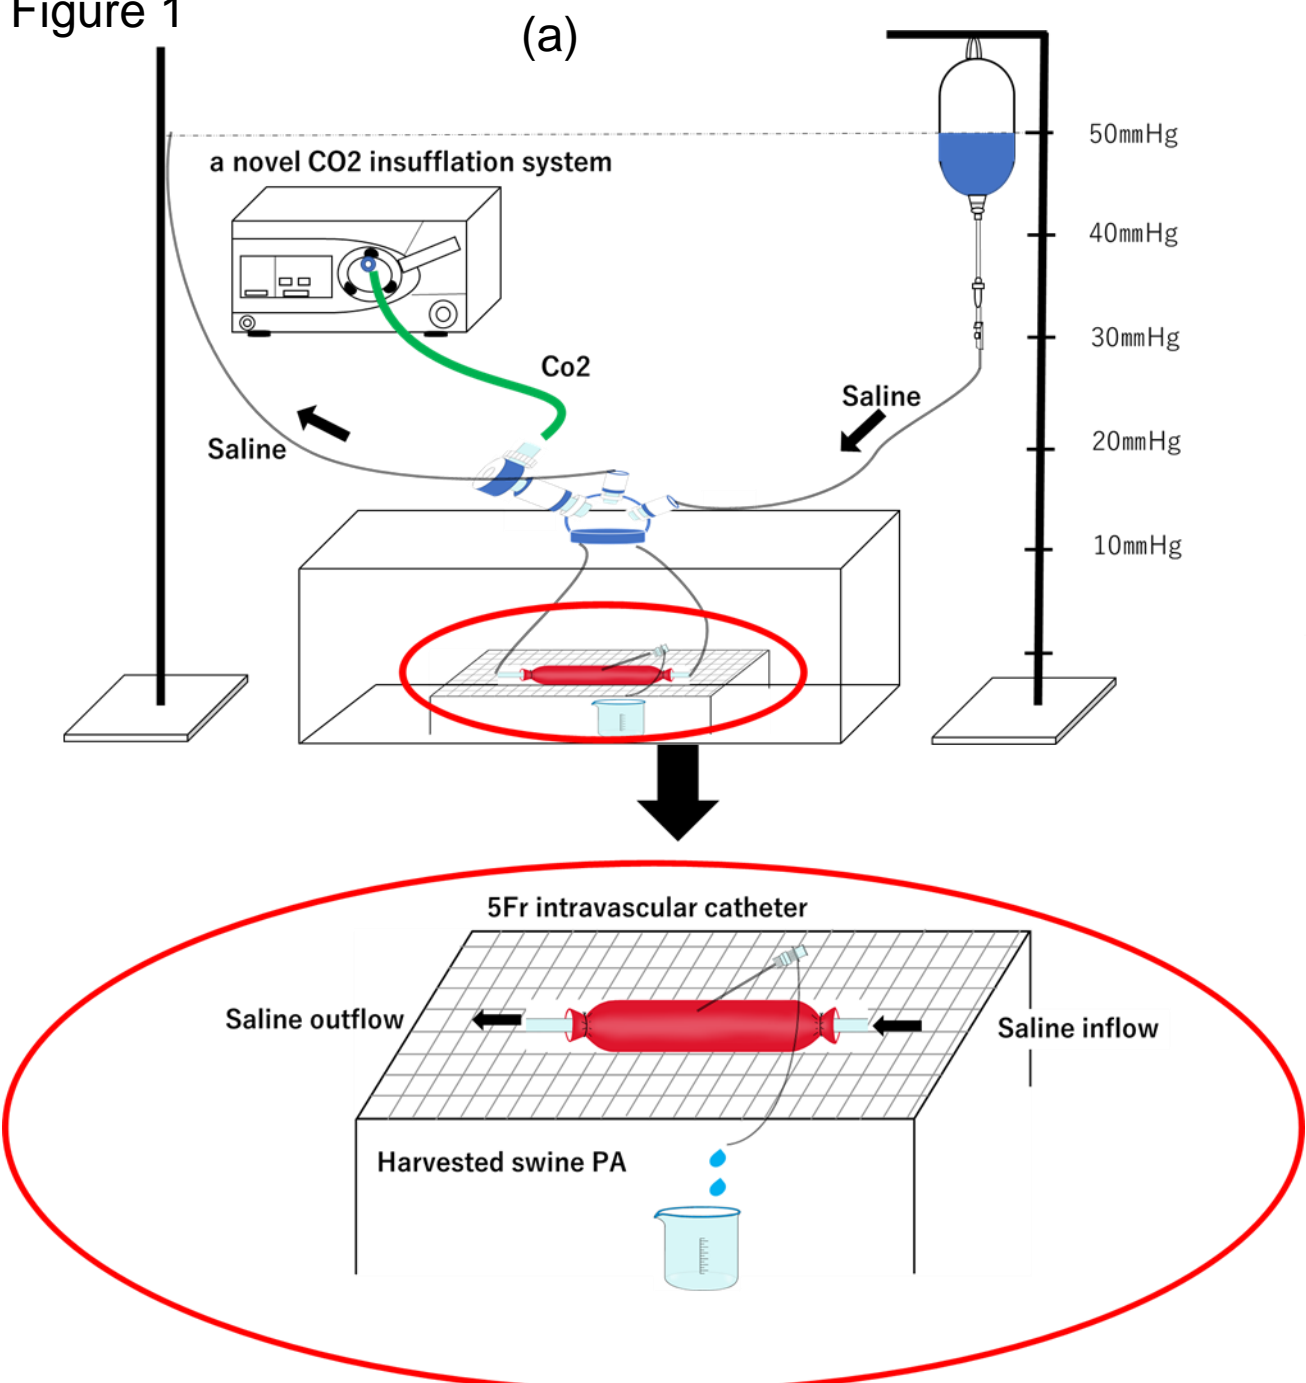 Figure 1
(a)
50mmHg
a novel CO2 insufflation system
40mmHg
30mmHg
Co2
Saline
20mmHg
Saline
10mmHg
5Fr intravascular catheter
Saline outflow
Saline inflow
Harvested swine PA